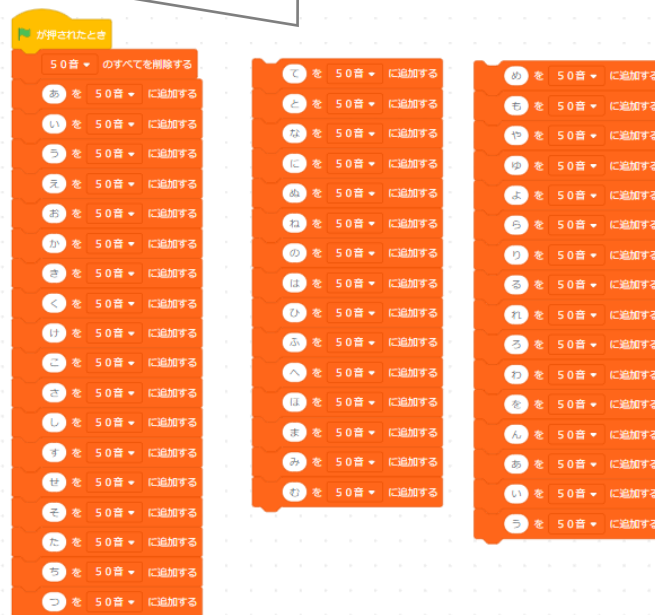 が押されたとき
５０音 のすべてを削除する
あ を ５０音 に追加する
い を ５０音 に追加する
う を ５０音 に追加する
え を ５０音 に追加する
お を ５０音 に追加する
か を ５０音 に追加する
き を ５０音 に追加する
く を ５０音 に追加する
け を ５０音 に追加する
こ を ５０音 に追加する
さ を ５０音 に追加する
し を ５０音 に追加する
す を ５０音 に追加する
せ を ５０音 に追加する
そ を ５０音 に追加する
た を ５０音 に追加する
ち を ５０音 に追加する
つ を ５０音 に追加する
て を ５０音 に追加する
と を ５０音 に追加する
な を ５０音 に追加する
に を ５０音 に追加する
ぬ を ５０音 に追加する
ね を ５０音 に追加する
の を ５０音 に追加する
は を ５０音 に追加する
ひ を ５０音 に追加する
ふ を ５０音 に追加する
へ を ５０音 に追加する
ほ を ５０音 に追加する
ま を ５０音 に追加する
み を ５０音 に追加する
む を ５０音 に追加する
め を ５０音 に追加する
も を ５０音 に追加する
や を ５０音 に追加する
ゆ を ５０音 に追加する
よ を ５０音 に追加する
ら を ５０音 に追加する
り を ５０音 に追加する
る を ５０音 に追加する
れ を ５０音 に追加する
ろ を ５０音 に追加する
わ を ５０音 に追加する
を を ５０音 に追加する
ん を ５０音 に追加する
あ を ５０音 に追加する
い を ５０音 に追加する
う を ５０音 に追加する